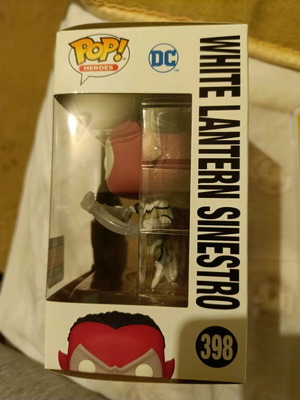 POP!
HEROES
DC
WHITE LANTERN SINESTRO
398